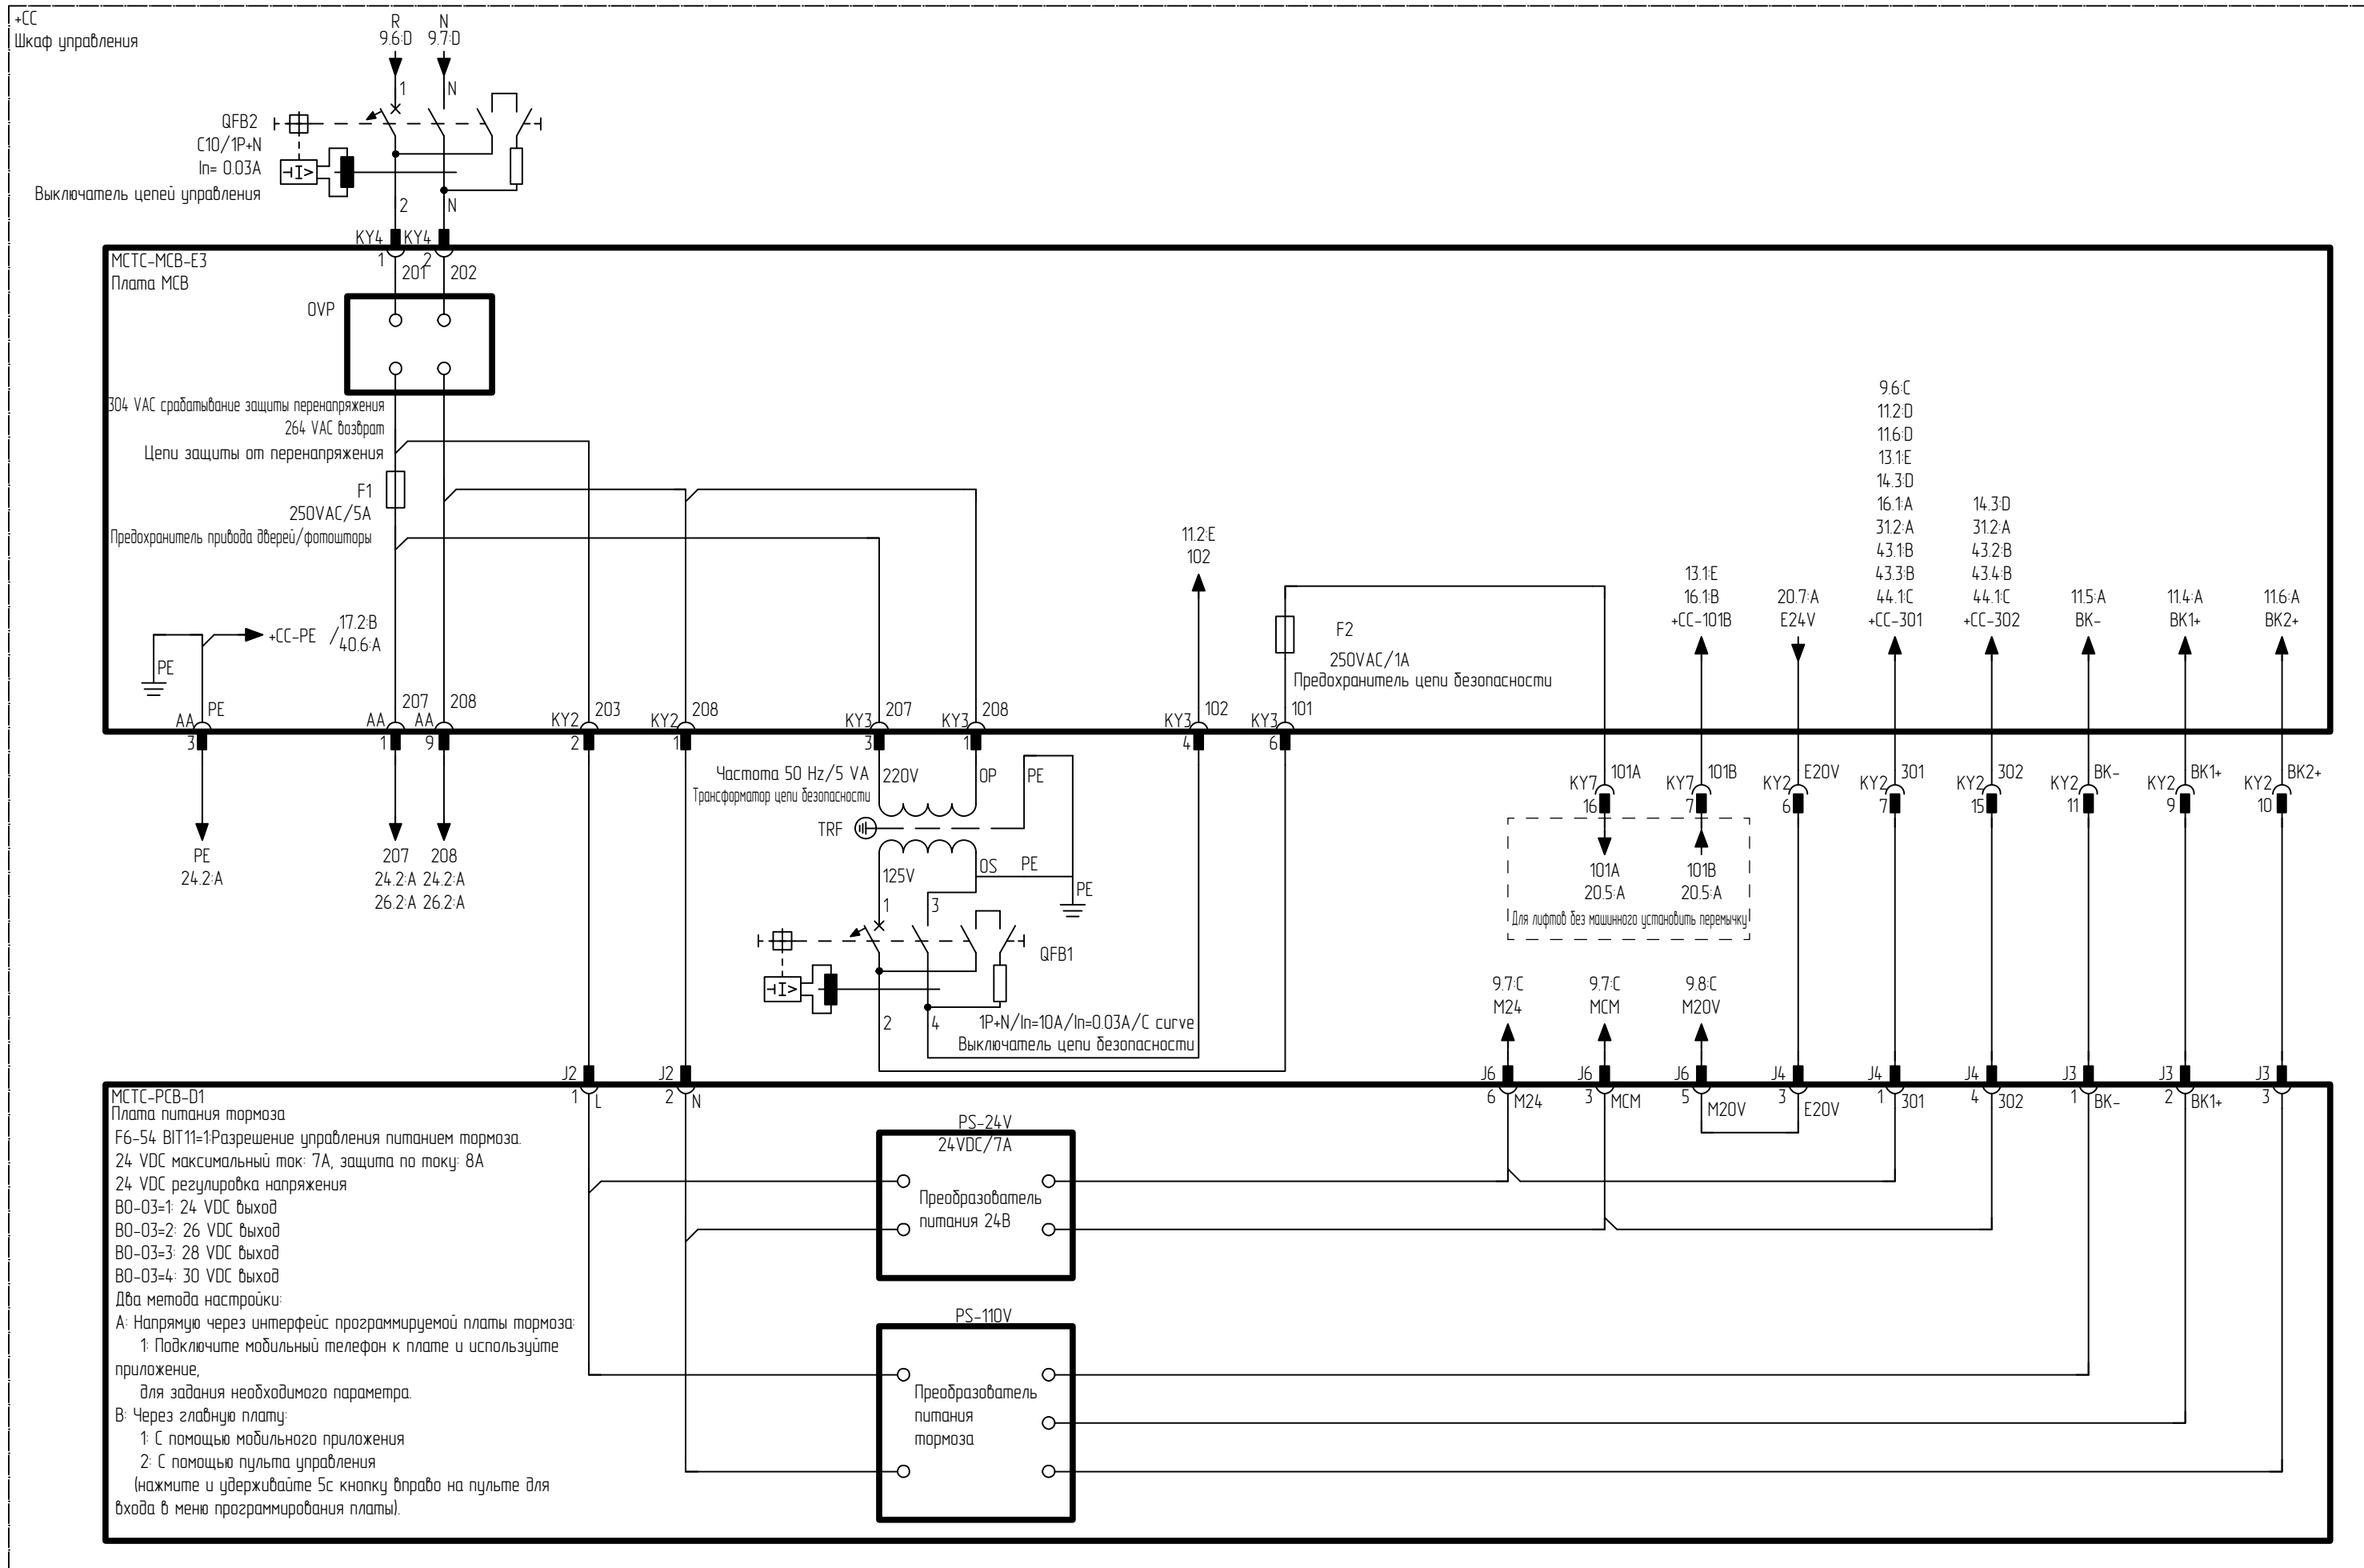 +CC
Шкаф управления
R N
9.6:D 9.7:D
1 N
QFB2
C10/1P+N
In= 0.03A
Выключатель цепей управления
2 N
KY4 KY4
1 2
201 202
MCTC-MCB-E3
Плата MCB
OVP
304 VAC срабатывание защиты перенапряжения
264 VAC возврат
Цепи защиты от перенапряжения
F1
250VAC/5A
Предохранитель привода дверей/фотошторы
+CC-PE /17.2:B
40.6:A
PE
11.2:E
102
F2
250VAC/1A
Предохранитель цепи безопасности
13.1:E
16.1:B
+CC-101B
20.7:A
E24V
9.6:C
11.2:D
11.6:D
13.1:E
14.3:D
16.1:A
31.2:A
43.1:B
43.3:B
44.1:C
+CC-301
14.3:D
31.2:A
43.2:B
43.4:B
44.1:C
+CC-302
11.5:A
BK-
11.4:A
BK1+
11.6:A
BK2+
AA PE
3
AA 207
1
AA 208
9
KY2 203
2
KY2 208
1
KY3 207
3
KY3 208
1
KY3 102
4
KY3 101
6
PE
24.2:A
207 208
24.2:A 24.2:A
26.2:A 26.2:A
Частота 50 Hz/5 VA
Трансформатор цепи безопасности
220V OP PE
TRF
125V OS PE
PE
1 3
QFB1
2 4
1P+N/In=10A/In=0.03A/C curve
Выключатель цепи безопасности
KY7 101A
16
KY7 101B
7
KY2 E20V
6
KY2 301
7
KY2 302
15
KY2 BK-
11
KY2 BK1+
9
KY2 BK2+
10
101A 101B
20.5:A 20.5:A
Для лифтов без машинного установить перемычку
9.7:C 9.7:C 9.8:C
M24 MCM M20V
J2 J2 J6 J6 J6 J4 J4 J4 J3 J3 J3
1 L 2 N 6 M24 3 MCM 5 M20V 3 E20V 1 301 4 302 1 BK- 2 BK1+ 3
MCTC-PCB-D1
Плата питания тормоза
F6-54 BIT11=1:Разрешение управления питанием тормоза.
24 VDC максимальный ток: 7А, защита по току: 8А
24 VDC регулировка напряжения
B0-03=1: 24 VDC выход
B0-03=2: 26 VDC выход
B0-03=3: 28 VDC выход
B0-03=4: 30 VDC выход
Два метода настройки:
A: Напрямую через интерфейс программируемой платы тормоза:
1: Подключите мобильный телефон к плате и используйте
приложение,
для задания необходимого параметра.
B: Через главную плату:
1: С помощью мобильного приложения
2: С помощью пульта управления
(нажмите и удерживайте 5с кнопку вправо на пульте для
входа в меню программирования платы).
PS-24V
24VDC/7A
Преобразователь
питания 24В
PS-110V
Преобразователь
питания
тормоза